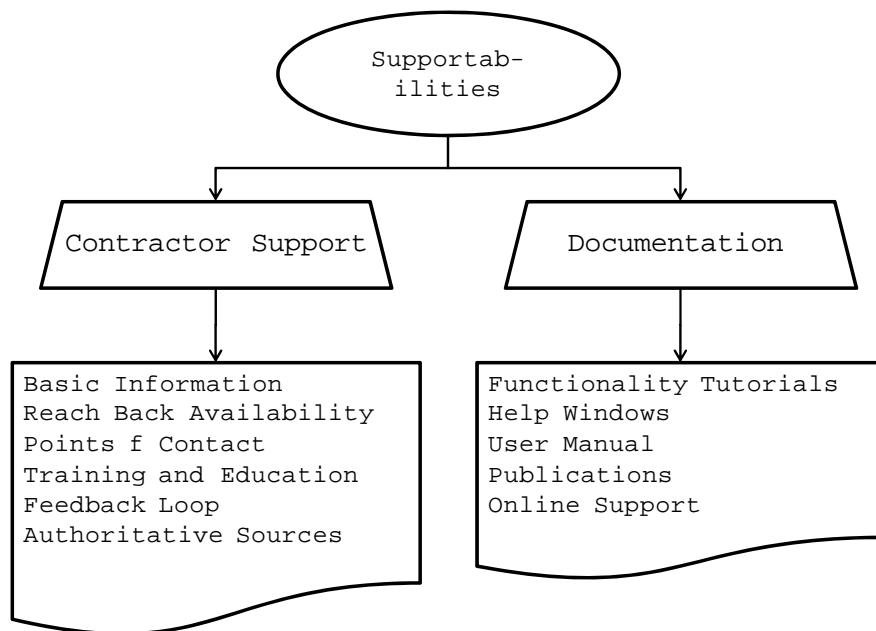 Supportab-
ilities
Contractor Support
Documentation
Basic Information
Reach Back Availability
Points f Contact
Training and Education
Feedback Loop
Authoritative Sources
Functionality Tutorials
Help Windows
User Manual
Publications
Online Support